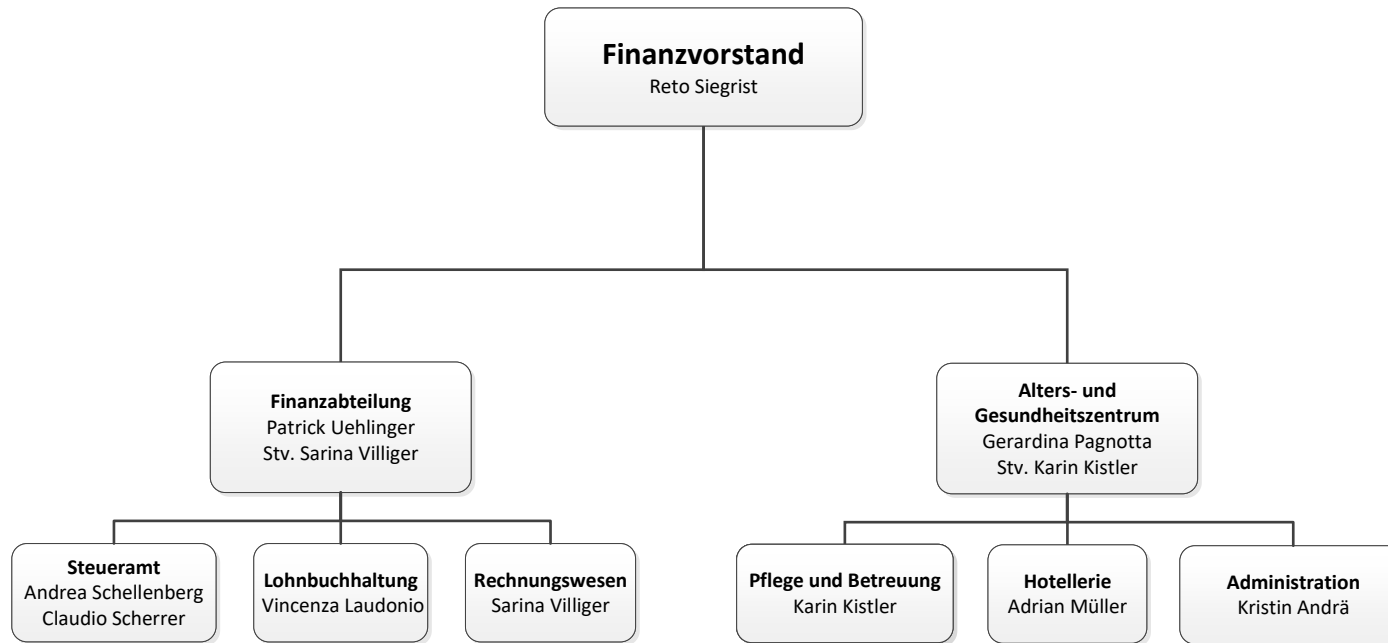 Finanzvorstand
Reto Siegrist
Finanzabteilung
Patrick Uehlinger
Stv. Sarina Villiger
Alters- und
Gesundheitszentrum
Gerardina Pagnotta
Stv. Karin Kistler
Steueramt
Andrea Schellenberg
Claudio Scherrer
Lohnbuchhaltung
Vincenza Laudonio
Rechnungswesen
Sarina Villiger
Pflege und Betreuung
Karin Kistler
Hotellerie
Adrian Müller
Administration
Kristin Andrä